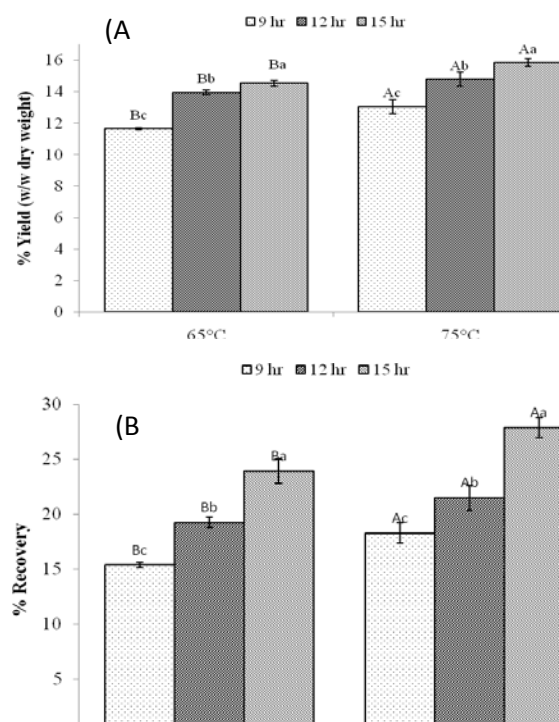 (A
9 hr 12 hr 15 hr
% Yield (w/w dry weight)
16
14
12
10
8
6
4
2
0
Bc
Bb
Ba
Ac
Ab
Aa
65°C
75°C
9 hr 12 hr 15 hr
(B
% Recovery
30
25
20
15
10
5
Bc
Bb
Ba
Ac
Ab
Aa